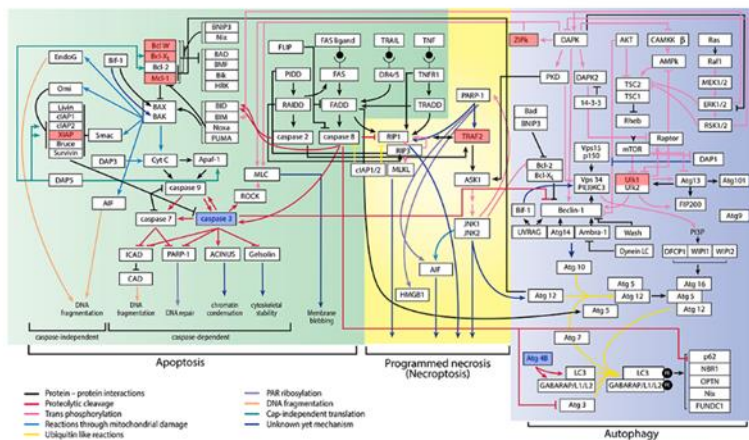 EndoG
Omi
Livin
cIAP1
cIAP2
XIAP
Bruce
Survivin
Smac
DAP3
DAP5
AIF
Bif-1
Bcl-W
Bcl-X
Bcl-2
Mcl-1
BAX
BAK
Cyt C
Apaf-1
caspase 9
caspase 7
caspase 3
BNIP3
Nix
BAD
BMF
Bik
HRK
BID
BIM
Noxa
PUMA
MLC
ROCK
ICAD
CAD
PARP-1
ACINUS
Gelsolin
DNA
fragmentation
DNA
fragmentation
DNA repair
chromatin
condensation
cytoskeletal
stability
Membrane
blebbing
caspase-independent
caspase-dependent
FLIP
PIDD
RAIDD
caspase 2
FAS ligand
FAS
FADD
caspase 8
TRAIL
DR4/5
TNF
TNFR1
TRADD
RIP1
RIP3
cIAP1/2
MLKL
PARP-1
TRAF2
ASK1
JNK1
JNK2
AIF
HMGB1
ZIPk
DAPK
PKD
DAPK2
14-3-3
AKT
CAMKK β
AMPk
TSC2
TSC1
Rheb
mTOR
Raptor
Ras
Raf1
MEK1/2
ERK1/2
RSK1/2
Bad
BNIP3
Bcl-2
Bcl-X
Vps15
p150
Vps 34
PI(3)KC3
Beclin-1
BIF-1
UVRAG
Atg14
Ambra-1
Wash
Dynein LC
DAP1
Ulk1
Ulk2
Atg13
Atg101
FIP200
Atg9
PI3P
DFCP1
WIPI1
WIPI2
Atg 10
Atg 12
Atg 5
Atg 5
Atg 12
Atg 16
Atg 5
Atg 12
Atg 7
Atg 4B
LC3
GABARAP/L1/L2
LC3
GABARAP/L1/L2
Atg 3
p62
NBR1
OPTN
Nix
FUNDC1
Apoptosis
Programmed necrosis
(Necroptosis)
Autophagy
Protein – protein interactions
Proteolytic cleavage
Trans phosphorylation
Reactions through mitochondrial damage
Ubiquitin like reactions
PAR ribosylation
DNA fragmentation
Cap-independent translation
Unknown yet mechanism